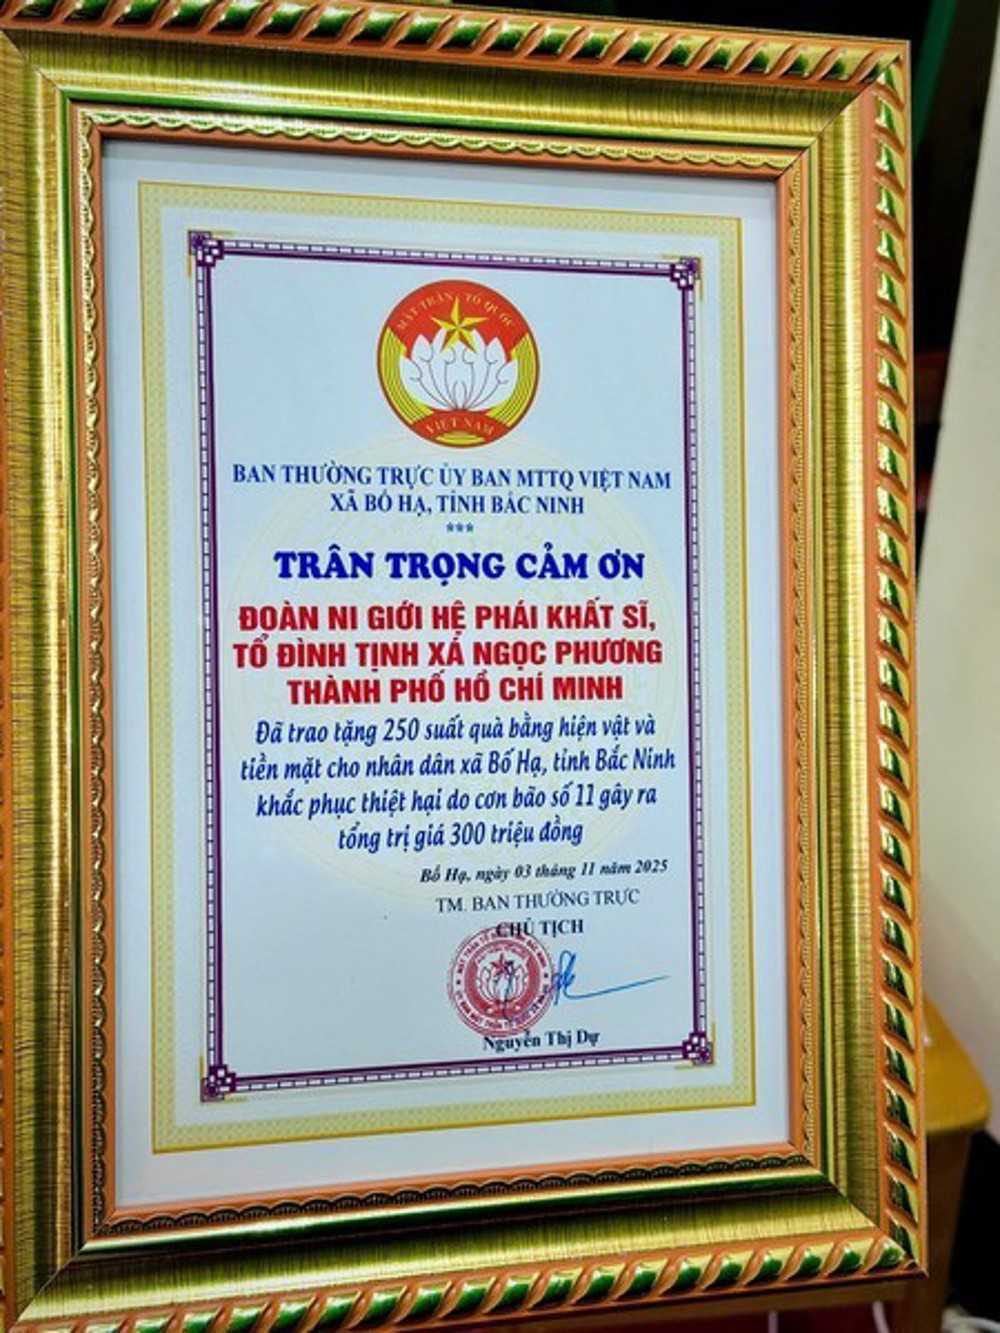 MẶT TRẬN TỔ QUỐC
VIỆT NAM
BAN THƯỜNG TRỰC ỦY BAN MTTQ VIỆT NAM
XÃ BỐ HẠ, TỈNH BẮC NINH
***
TRÂN TRỌNG CẢM ƠN
ĐOÀN NI GIỚI HỆ PHÁI KHẤT SĨ,
TỔ ĐÌNH TỊNH XÁ NGỌC PHƯƠNG
THÀNH PHỐ HỒ CHÍ MINH
Đã trao tặng 250 suất quà bằng hiện vật và
tiền mặt cho nhân dân xã Bố Hạ, tỉnh Bắc Ninh
khắc phục thiệt hại do cơn bão số 11 gây ra
tổng trị giá 300 triệu đồng
Bố Hạ, ngày 03 tháng 11 năm 2025
TM. BAN THƯỜNG TRỰC
CHỦ TỊCH
Nguyễn Thị Dự